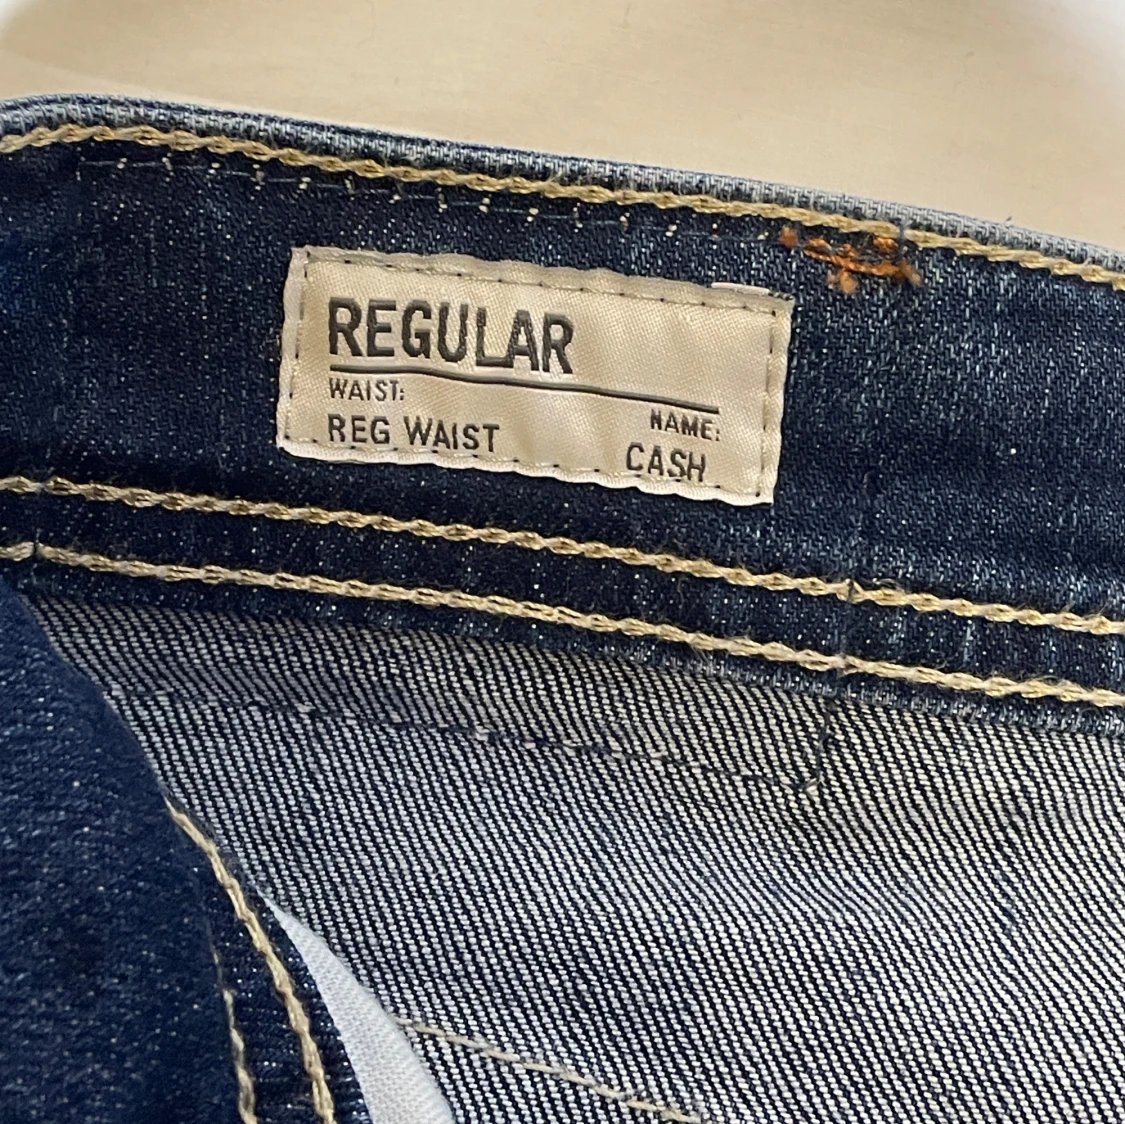 REGULAR
WAIST:
NAME:
REG WAIST
CASH